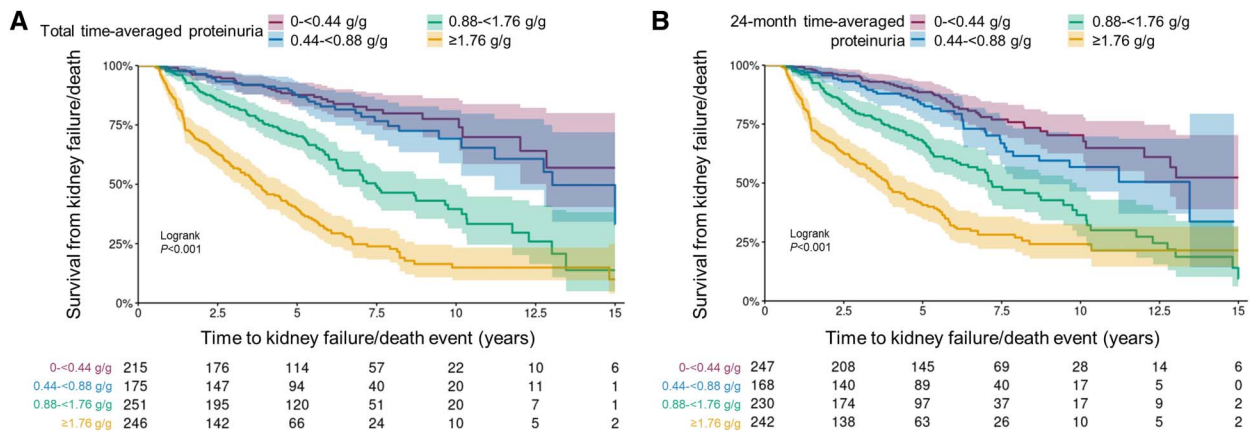 A
Total time-averaged proteinuria
0-<0.44 g/g
0.88-<1.76 g/g
0.44-<0.88 g/g
≥1.76 g/g
Survival from kidney failure/death
100%
75%
50%
25%
0%
Logrank
P<0.001
0 2.5 5 7.5 10 12.5 15
Time to kidney failure/death event (years)
0-<0.44 g/g 215 176 114 57 22 10 6
0.44-<0.88 g/g 175 147 94 40 20 11 1
0.88-<1.76 g/g 251 195 120 51 20 7 1
≥1.76 g/g 246 142 66 24 10 5 2
B
24-month time-averaged
proteinuria
0-<0.44 g/g
0.88-<1.76 g/g
0.44-<0.88 g/g
≥1.76 g/g
Survival from kidney failure/death
100%
75%
50%
25%
0%
Logrank
P<0.001
0 2.5 5 7.5 10 12.5 15
Time to kidney failure/death event (years)
0-<0.44 g/g 247 208 145 69 28 14 6
0.44-<0.88 g/g 168 140 89 40 17 5 0
0.88-<1.76 g/g 230 174 97 37 17 9 2
≥1.76 g/g 242 138 63 26 10 5 2